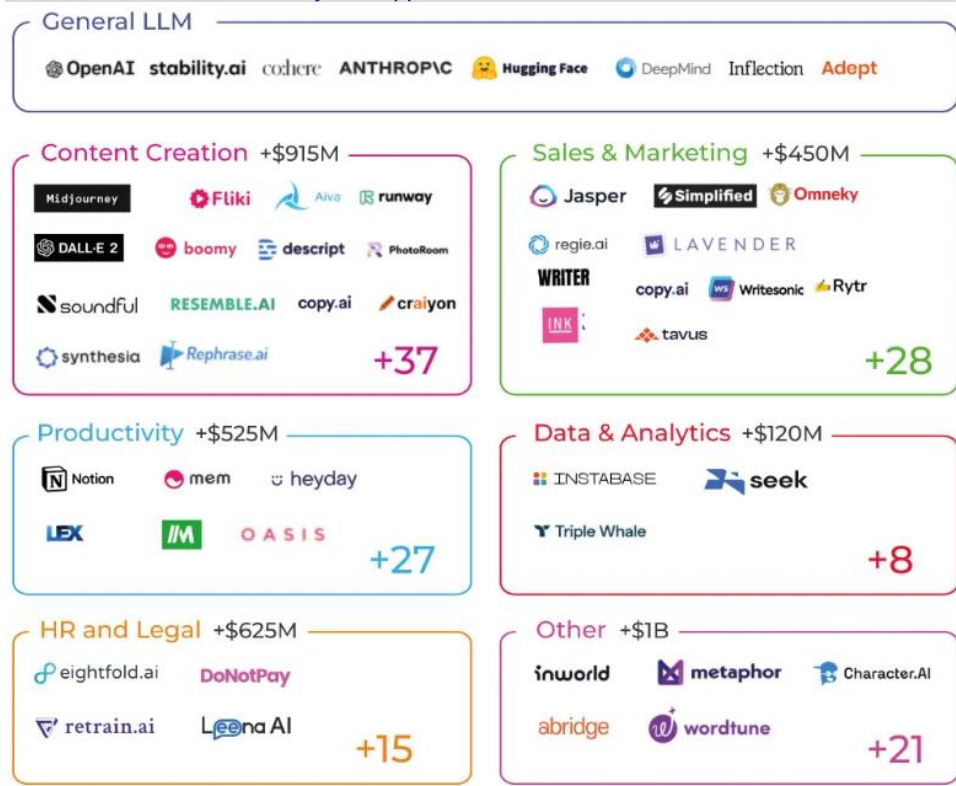 General LLM
OpenAI stability.ai co:here ANTHROP\C Hugging Face DeepMind Inflection Adept
Content Creation +$915M
Midjourney Fliki Aiva runway
DALL·E 2 boomy descript PhotoRoom
soundful RESEMBLE.AI copy.ai craiyon
synthesia Rephrase.ai +37
Sales & Marketing +$450M
Jasper Simplified Omneky
regie.ai LAVENDER
WRITER copy.ai WS Writesonic Rytr
INK tavus
+28
Productivity +$525M
Notion mem heyday
LEX OASIS
+27
Data & Analytics +$120M
INSTABASE seek
Triple Whale
+8
HR and Legal +$625M
eightfold.ai DoNotPay
retrain.ai Leena AI
+15
Other +$1B
inworld metaphor Character.AI
abridge wordtune
+21